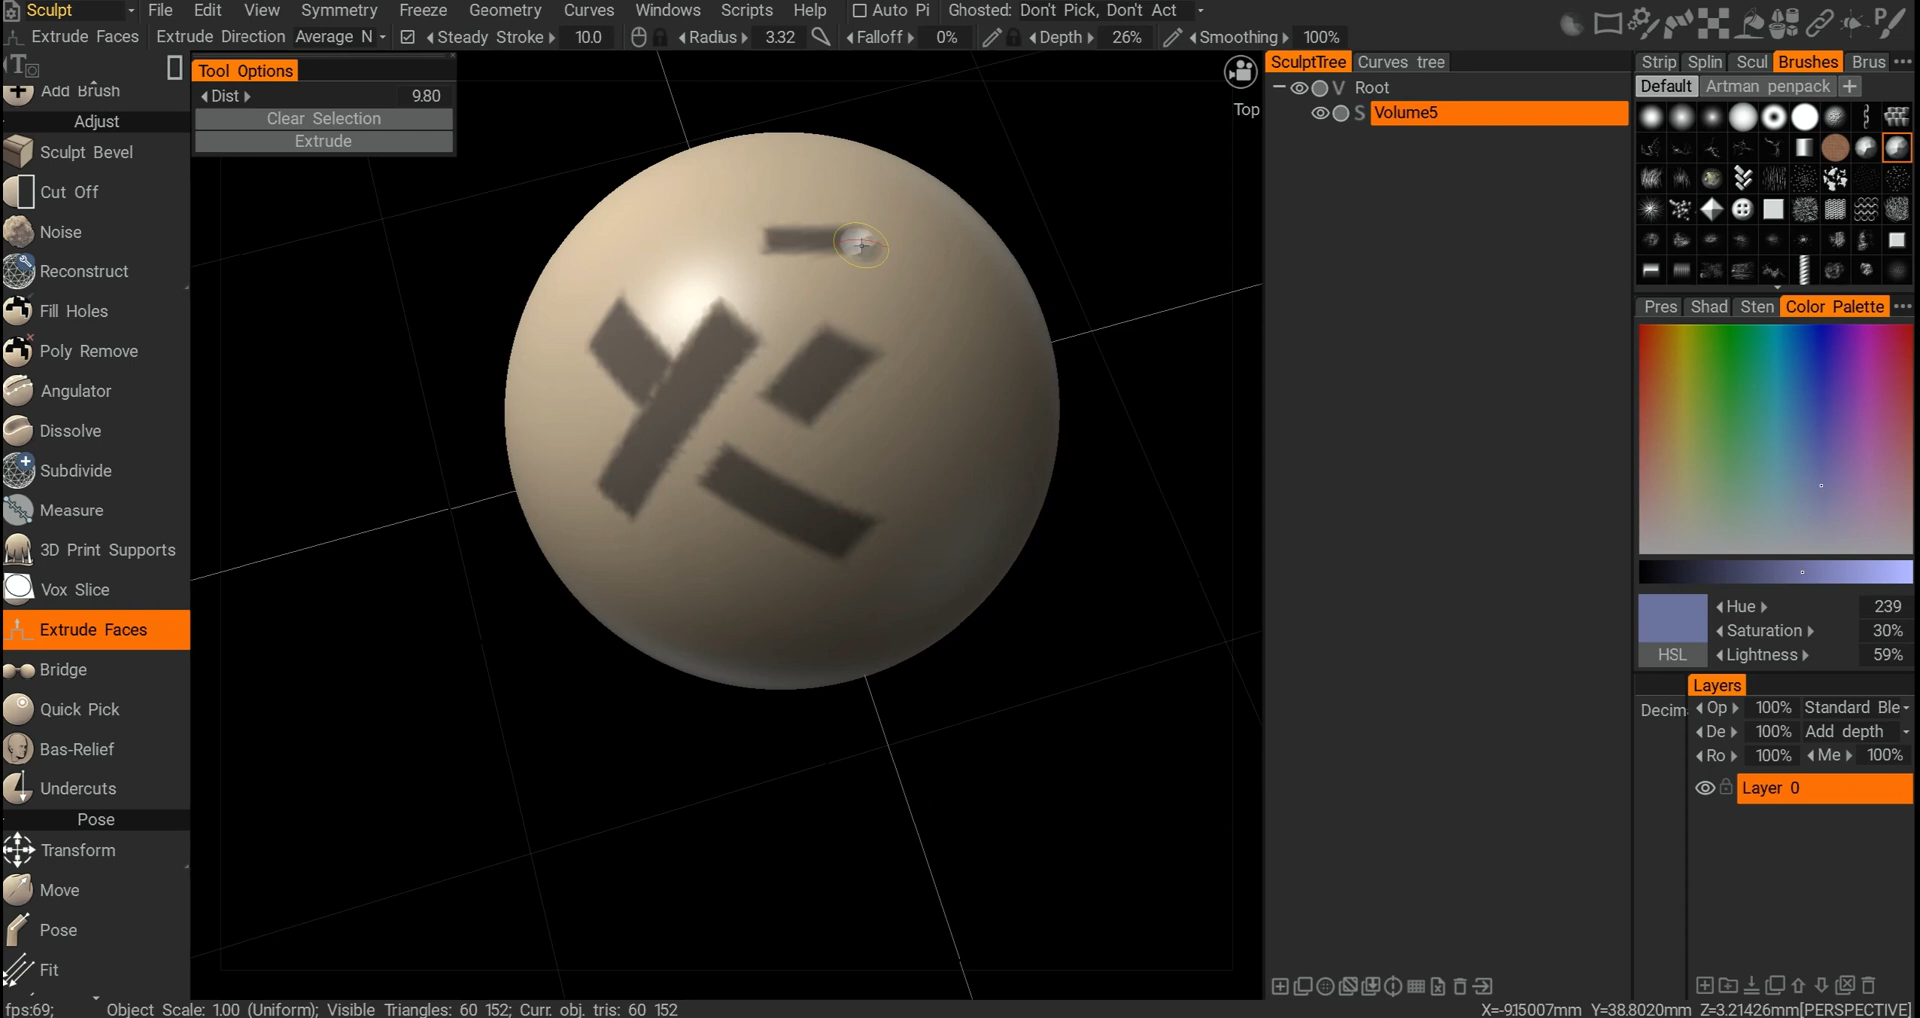 Sculpt File Edit View Symmetry Freeze Geometry Curves Windows Scripts Help Auto Pi Ghosted: Don't Pick, Don't Act
Extrude Faces Extrude Direction Average N Steady Stroke 10.0 Radius 3.32 Falloff 0% Depth 26% Smoothing 100%
Add Brush
Adjust
Sculpt Bevel
Cut Off
Noise
Reconstruct
Fill Holes
Poly Remove
Angulator
Dissolve
Subdivide
Measure
3D Print Supports
Vox Slice
Extrude Faces
Bridge
Quick Pick
Bas-Relief
Undercuts
Pose
Transform
Move
Pose
Fit
Tool Options
Dist 9.80
Clear Selection
Extrude
Top
SculptTree Curves tree
Root
S Volume5
Strip Splin Scul Brushes Brus
Default Artman penpack +
Pres Shad Sten Color Palette
Hue 239
Saturation 30%
HSL Lightness 59%
Layers
Decim
Op 100% Standard Ble
De 100% Add depth
Ro 100% Me 100%
Layer 0
fps:69; Object Scale: 1.00 (Uniform); Visible Triangles: 60 152; Curr. obj. tris: 60 152
X=-9.15007mm Y=38.8020mm Z=3.21426mm[PERSPECTIVE]